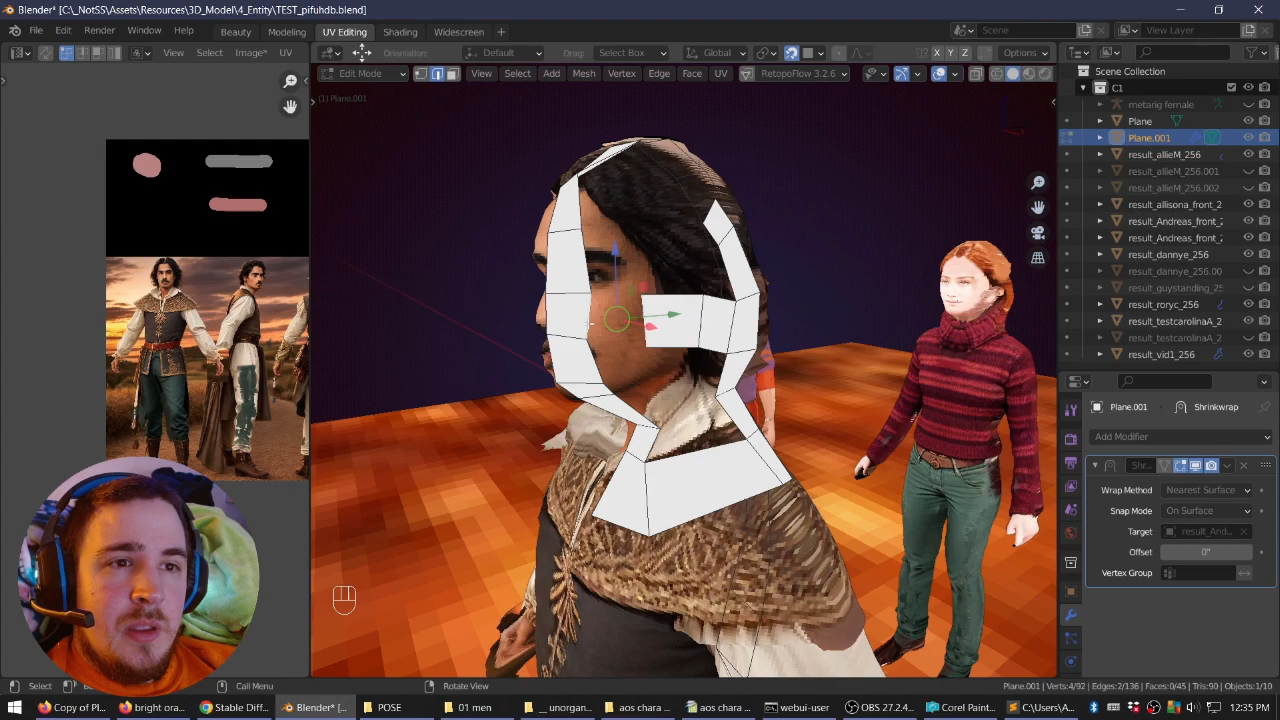 Blender* [C:\_NotSS\Assets\Resources\3D_Model\4_Entity\TEST_pifuhdb.blend]
File Edit Render Window Help Beauty Modeling UV Editing Shading Widescreen + Scene View Layer
View Select Image* UV Orientation: Default Drag: Select Box Global X Y Z Options
Edit Mode View Select Add Mesh Vertex Edge Face UV RetopoFlow 3.2.6
(1) Plane.001
Scene Collection
C1
metarig female
Plane
Plane.001
result_allieM_256
result_allieM_256.001
result_allieM_256.002
result_allisona_front_2
result_Andreas_front_2
result_Andreas_front_2
result_dannye_256
result_dannye_256.00
result_guystanding_25
result_roryc_256
result_testcarolinaA_2
result_testcarolinaA_2
result_vid1_256
Plane.001 Shrinkwrap
Add Modifier
Shr...
Wrap Method Nearest Surface
Snap Mode On Surface
Target result_And...
Offset 0"
Vertex Group
Select Call Menu Rotate View Plane.001 | Verts:4/92 | Edges:2/136 | Faces:0/45 | Tris:90 | Objects:1/10
Copy of Pl... bright ora... Stable Diff... Blender* [... POSE 01 men __ unorgan... aos chara ... aos chara ... webui-user OBS 27.2.4... Corel Paint... 12:35 PM